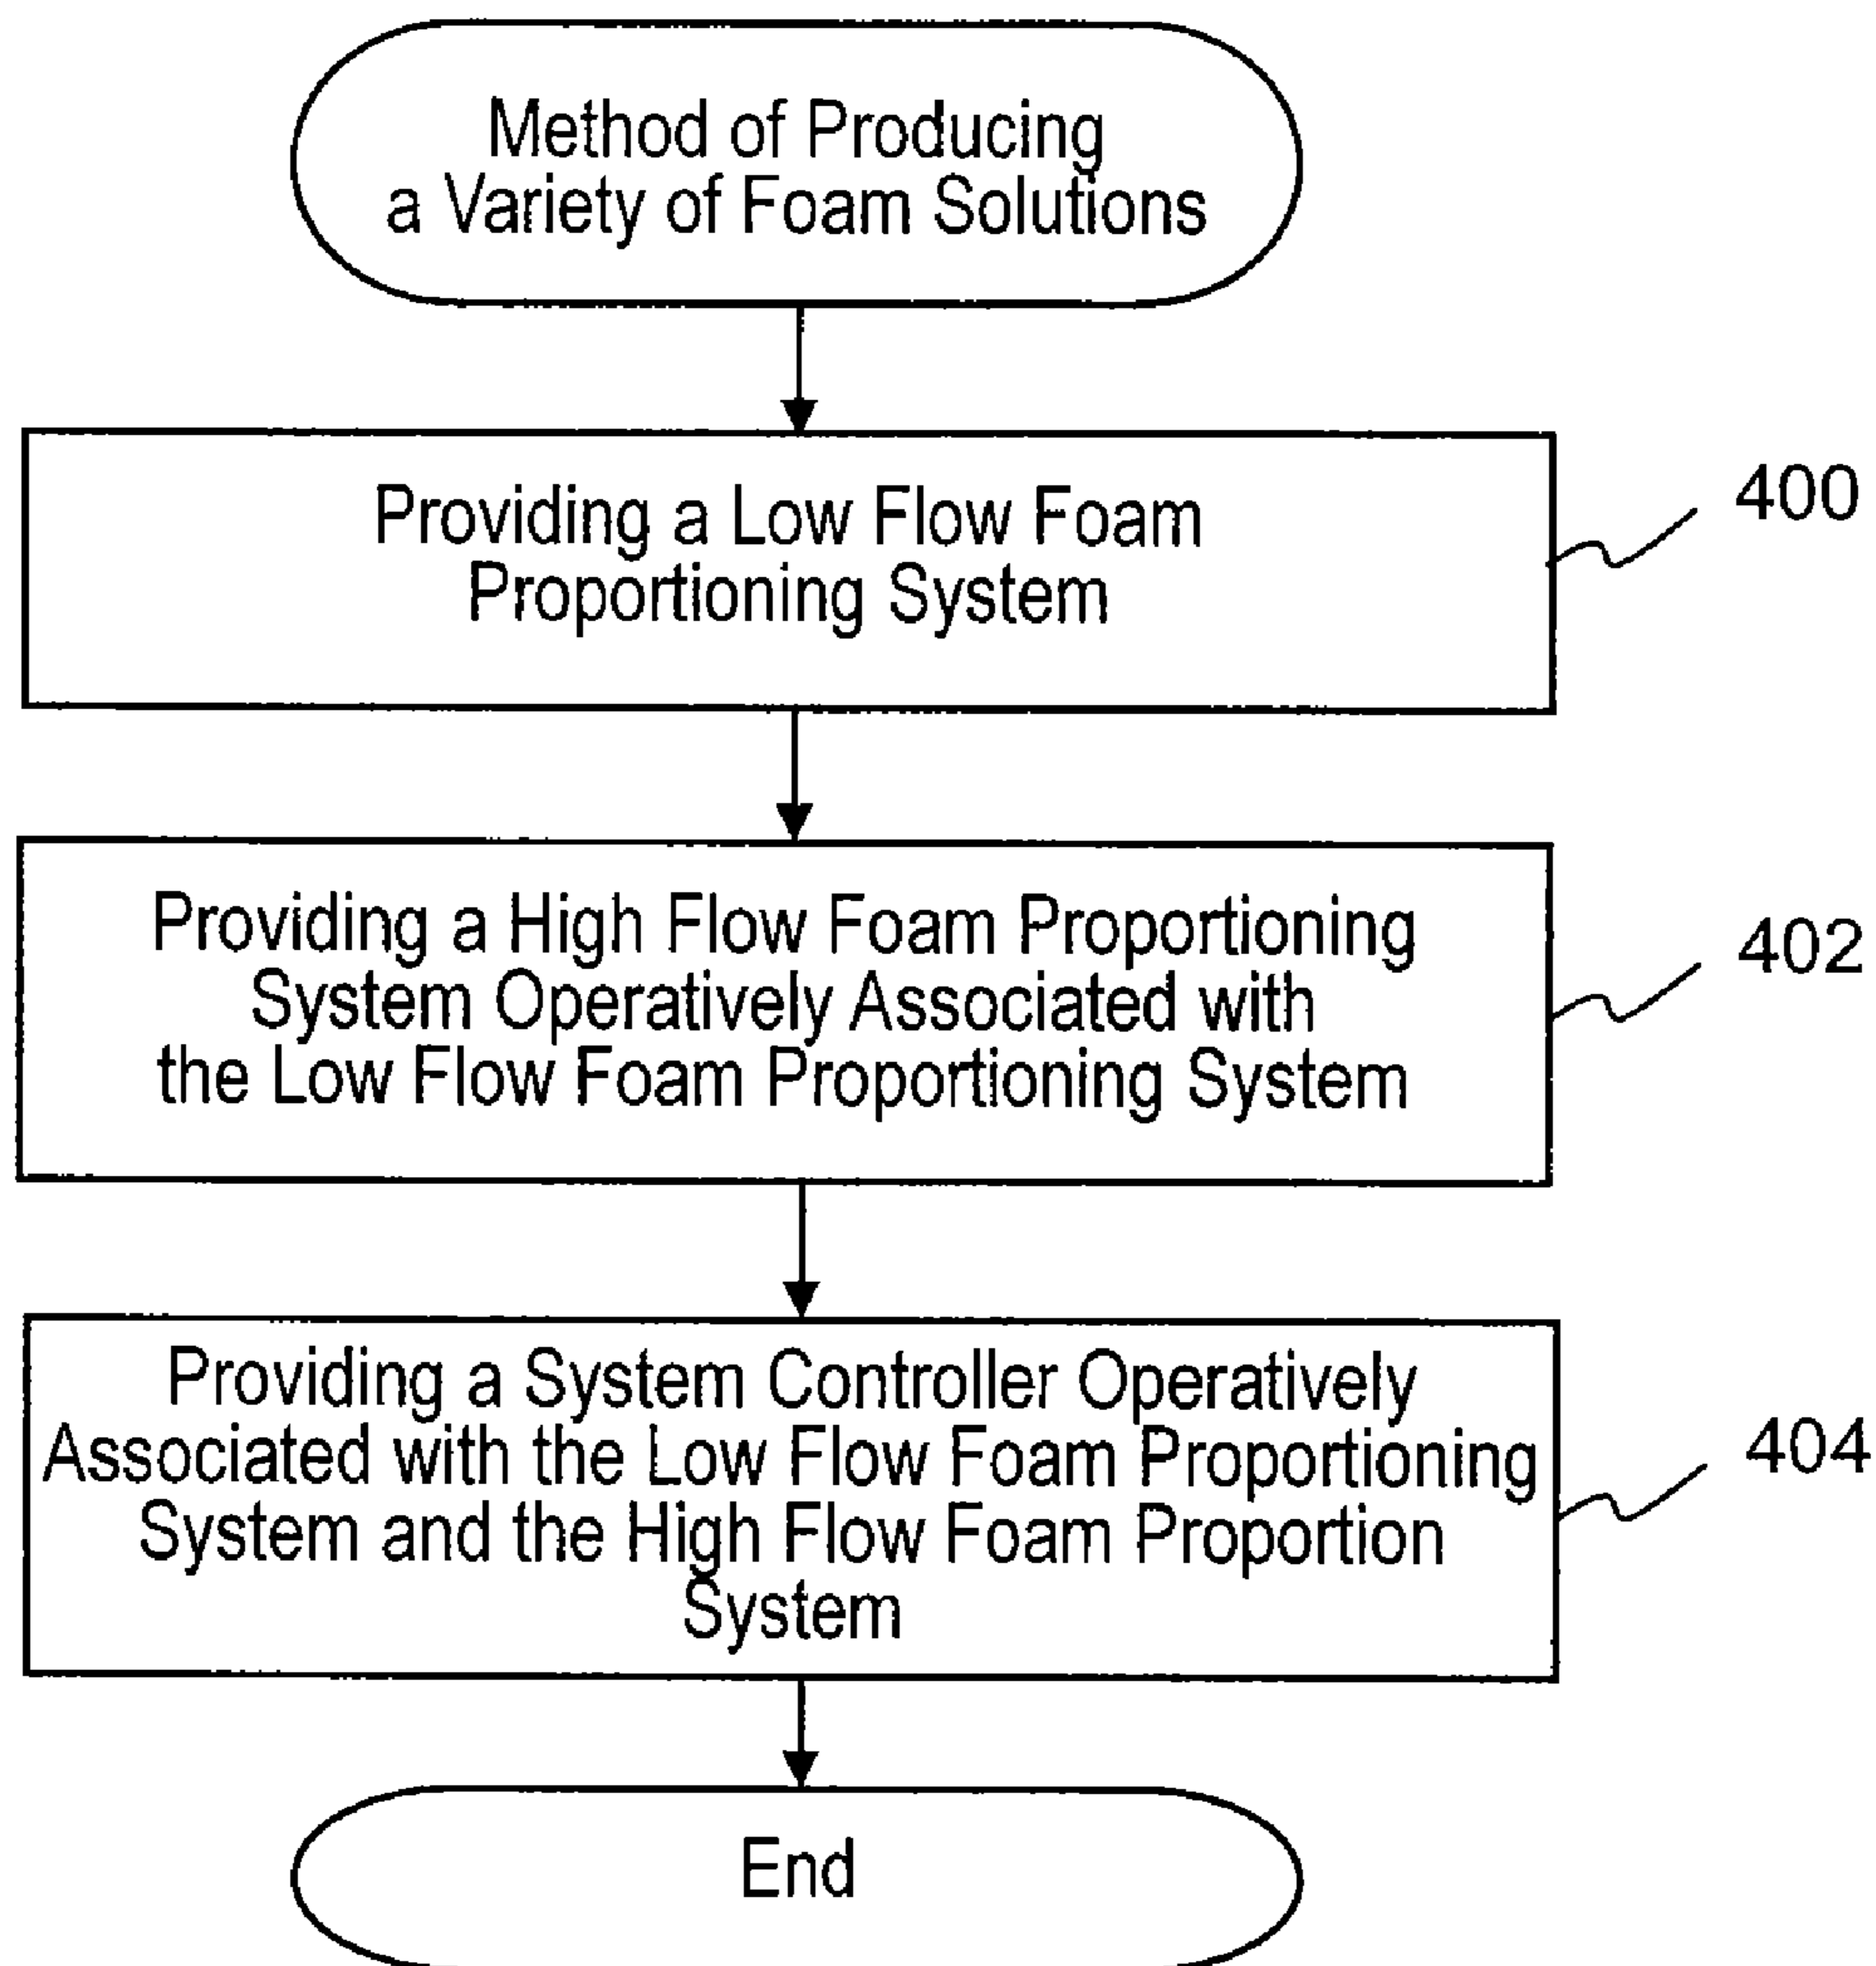 Method of Producing
a Variety of Foam Solutions
Providing a Low Flow Foam
Proportioning System
400
Providing a High Flow Foam Proportioning
System Operatively Associated with
the Low Flow Foam Proportioning System
402
Providing a System Controller Operatively
Associated with the Low Flow Foam Proportioning
System and the High Flow Foam Proportion
System
404
End